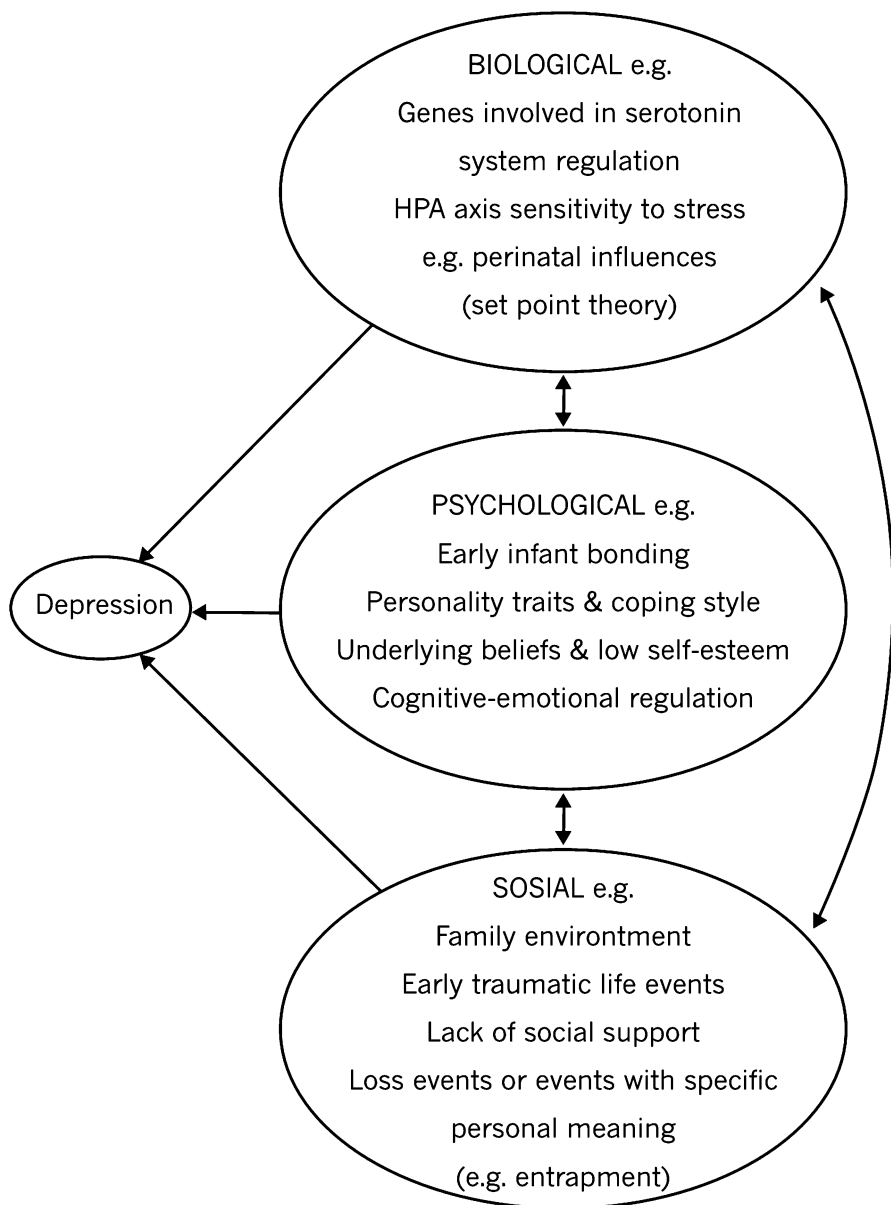 BIOLOGICAL e.g.
Genes involved in serotonin
system regulation
HPA axis sensitivity to stress
e.g. perinatal influences
(set point theory)
Depression
PSYCHOLOGICAL e.g.
Early infant bonding
Personality traits & coping style
Underlying beliefs & low self-esteem
Cognitive-emotional regulation
SOSIAL e.g.
Family environtment
Early traumatic life events
Lack of social support
Loss events or events with specific
personal meaning
(e.g. entrapment)